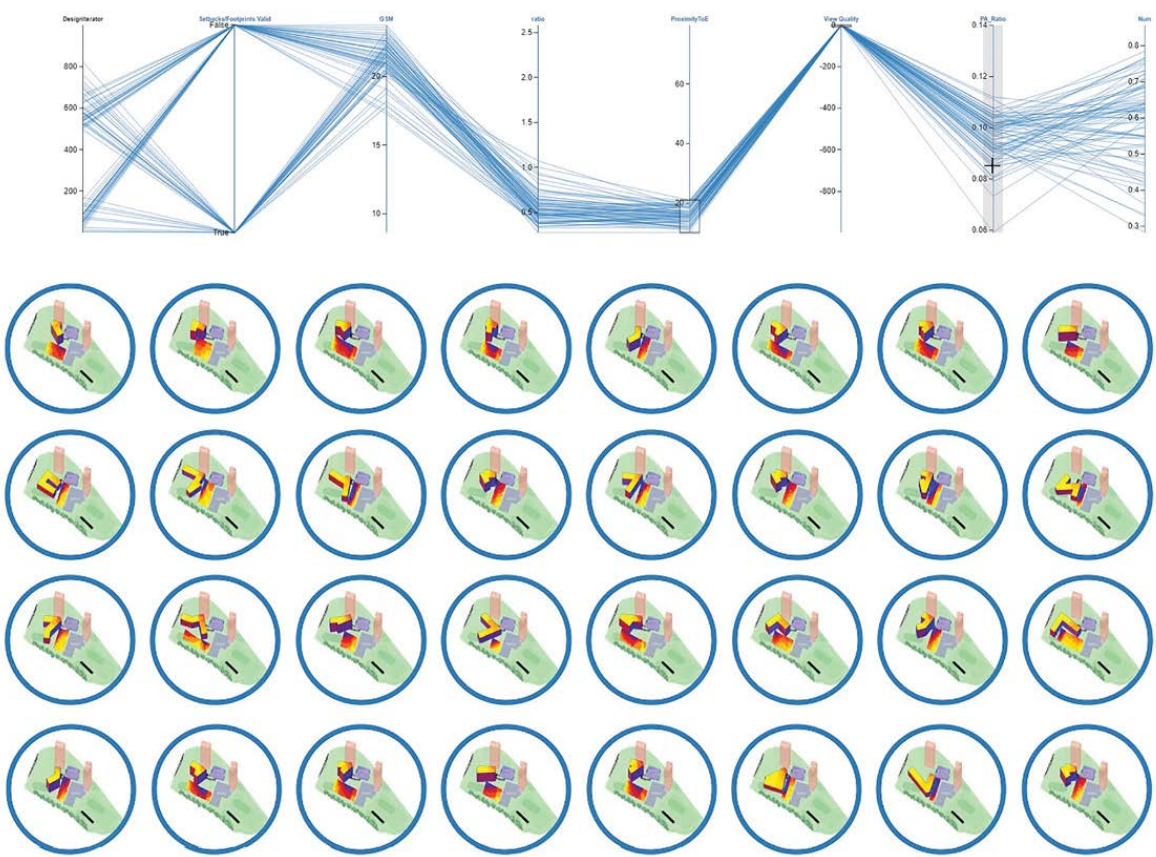 DesignIterator Setbacks/Footprints Valid GSM ratio ProximityToE View Quality PA_Ratio Num
False 0 0.14
2.5
0.8
800 20 2.0 60 -200 0.12 0.7
600 1.5 -400 0.10 0.6
400 15 40 0.5
1.0 -600 0.08
200 20 -800 0.4
10 0.5
True 0.06 0.3